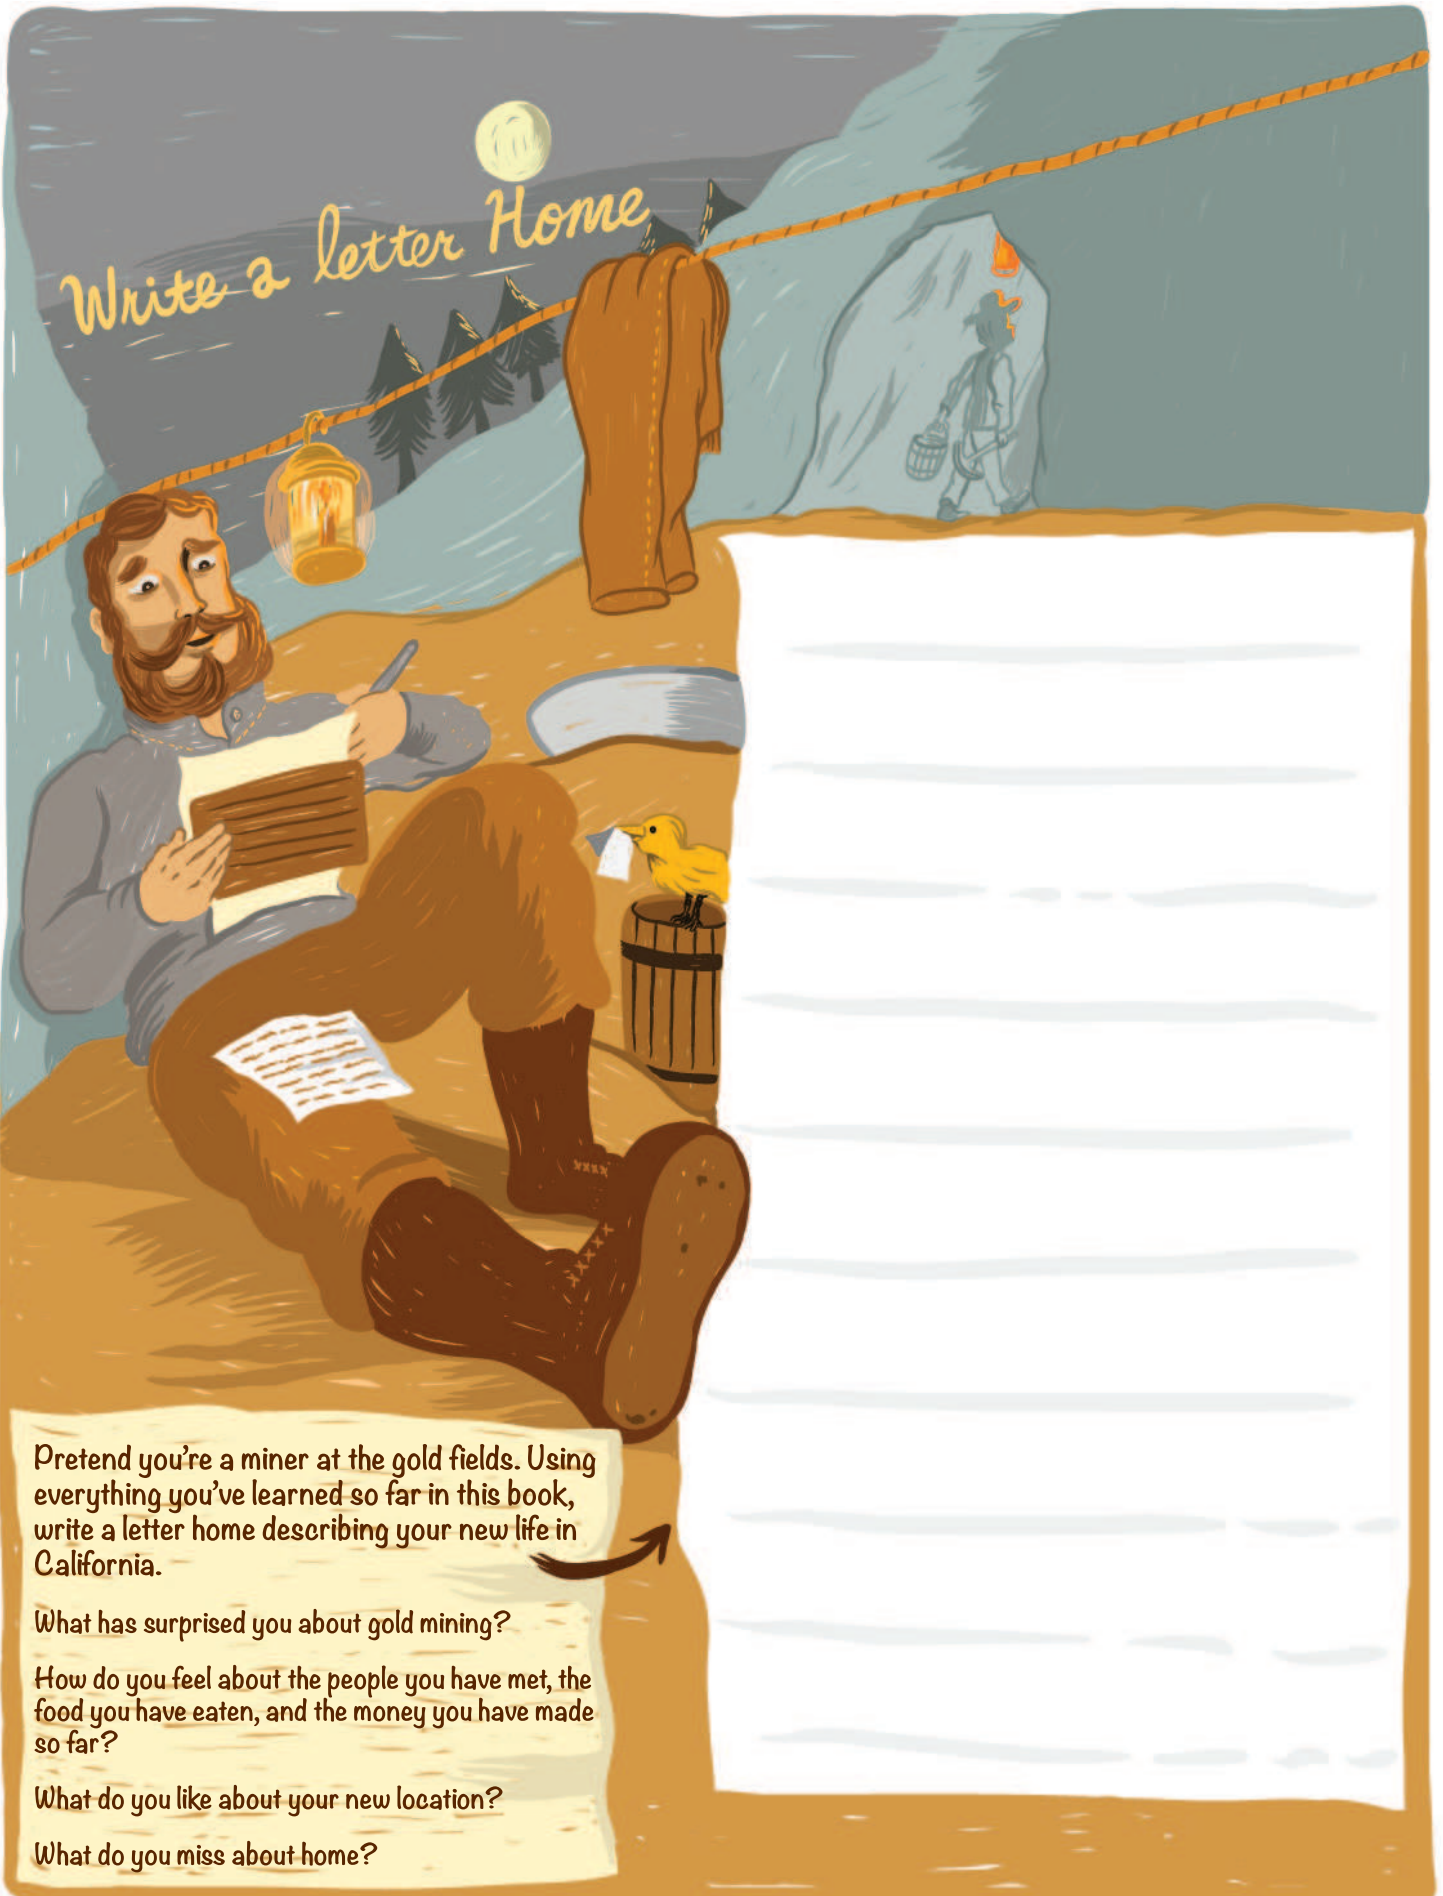 Write a letter Home
Pretend you're a miner at the gold fields. Using
everything you've learned so far in this book,
write a letter home describing your new life in
California.
What has surprised you about gold mining?
How do you feel about the people you have met, the
food you have eaten, and the money you have made
so far?
What do you like about your new location?
What do you miss about home?